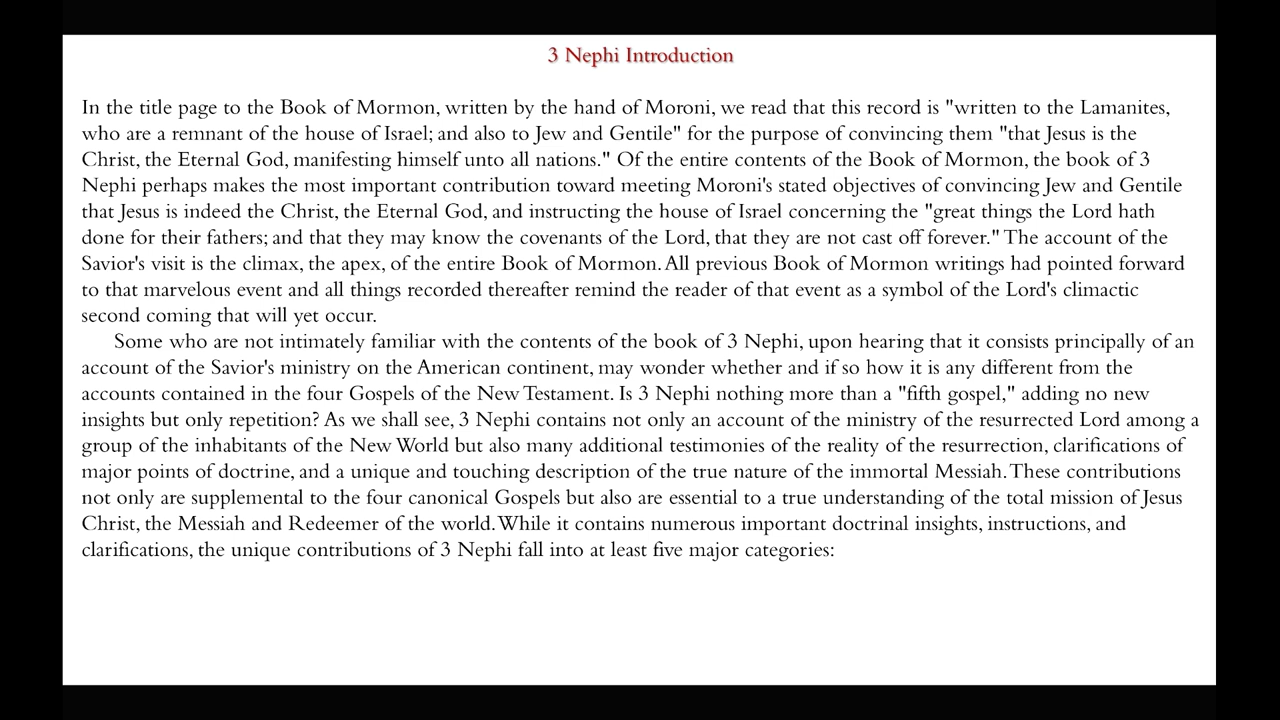 3 Nephi Introduction
In the title page to the Book of Mormon, written by the hand of Moroni, we read that this record is "written to the Lamanites,
who are a remnant of the house of Israel; and also to Jew and Gentile" for the purpose of convincing them "that Jesus is the
Christ, the Eternal God, manifesting himself unto all nations." Of the entire contents of the Book of Mormon, the book of 3
Nephi perhaps makes the most important contribution toward meeting Moroni's stated objectives of convincing Jew and Gentile
that Jesus is indeed the Christ, the Eternal God, and instructing the house of Israel concerning the "great things the Lord hath
done for their fathers; and that they may know the covenants of the Lord, that they are not cast off forever." The account of the
Savior's visit is the climax, the apex, of the entire Book of Mormon. All previous Book of Mormon writings had pointed forward
to that marvelous event and all things recorded thereafter remind the reader of that event as a symbol of the Lord's climactic
second coming that will yet occur.
Some who are not intimately familiar with the contents of the book of 3 Nephi, upon hearing that it consists principally of an
account of the Savior's ministry on the American continent, may wonder whether and if so how it is any different from the
accounts contained in the four Gospels of the New Testament. Is 3 Nephi nothing more than a "fifth gospel," adding no new
insights but only repetition? As we shall see, 3 Nephi contains not only an account of the ministry of the resurrected Lord among a
group of the inhabitants of the New World but also many additional testimonies of the reality of the resurrection, clarifications of
major points of doctrine, and a unique and touching description of the true nature of the immortal Messiah. These contributions
not only are supplemental to the four canonical Gospels but also are essential to a true understanding of the total mission of Jesus
Christ, the Messiah and Redeemer of the world. While it contains numerous important doctrinal insights, instructions, and
clarifications, the unique contributions of 3 Nephi fall into at least five major categories: